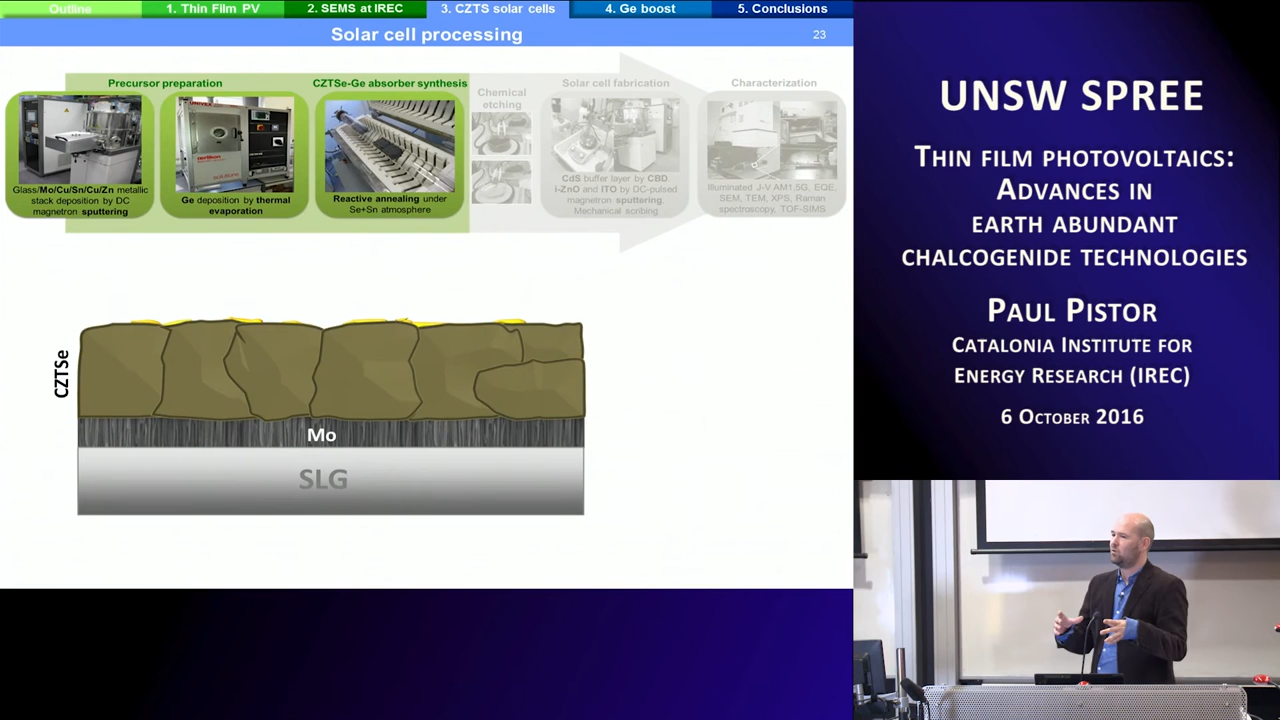 Outline
1. Thin Film PV
2. SEMS at IREC
3. CZTS solar cells
4. Ge boost
5. Conclusions
Solar cell processing
23
Precursor preparation
CZTSe-Ge absorber synthesis
Chemical
etching
Solar cell fabrication
Characterization
Glass/Mo/Cu/Sn/Cu/Zn metallic
stack deposition by DC
magnetron sputtering
Ge deposition by thermal
evaporation
Reactive annealing under
Se+Sn atmosphere
CdS buffer layer by CBD.
i-ZnO and ITO by DC-pulsed
magnetron sputtering.
Mechanical scribing
Illuminated J-V AM1.5G, EQE,
SEM, TEM, XPS, Raman
spectroscopy, TOF-SIMS
CZTSe
Mo
SLG
UNSW SPREE
THIN FILM PHOTOVOLTAICS:
ADVANCES IN
EARTH ABUNDANT
CHALCOGENIDE TECHNOLOGIES
PAUL PISTOR
CATALONIA INSTITUTE FOR
ENERGY RESEARCH (IREC)
6 OCTOBER 2016